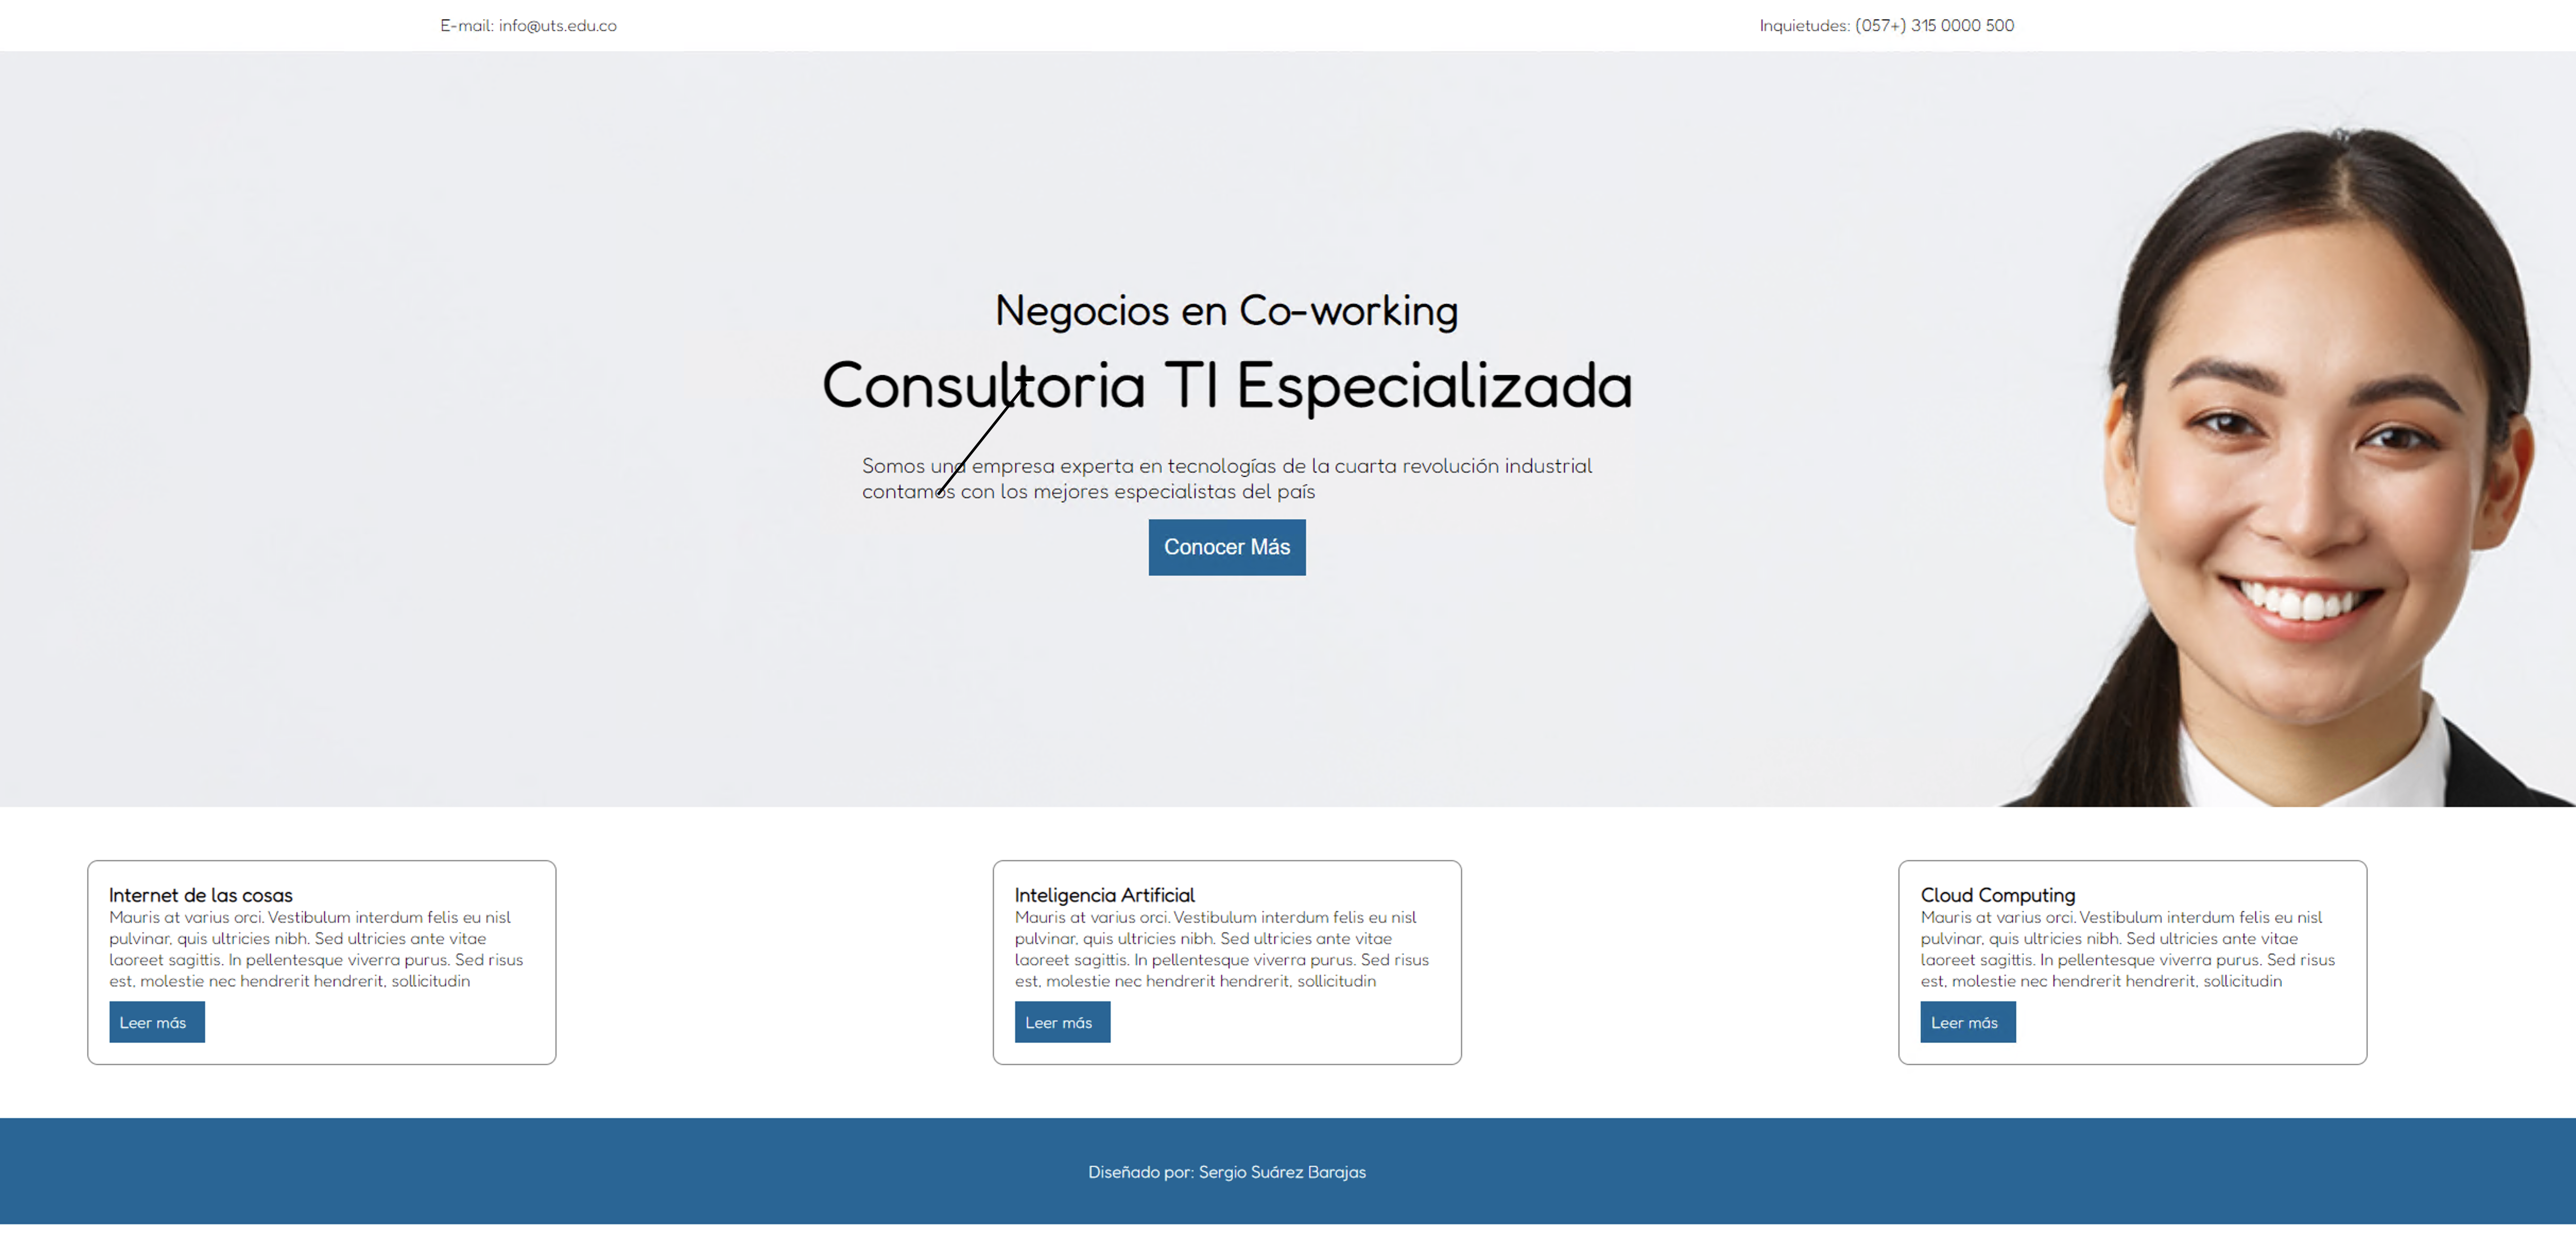 E-mail: info@uts.edu.co
Inquietudes: (057+) 315 0000 500
Negocios en Co-working
Consultoria TI Especializada
Somos una empresa experta en tecnologías de la cuarta revolución industrial
contamos con los mejores especialistas del país
Conocer Más
Internet de las cosas
Mauris at varius orci. Vestibulum interdum felis eu nisl
pulvinar, quis ultricies nibh. Sed ultricies ante vitae
laoreet sagittis. In pellentesque viverra purus. Sed risus
est, molestie nec hendrerit hendrerit, sollicitudin
Leer más
Inteligencia Artificial
Mauris at varius orci. Vestibulum interdum felis eu nisl
pulvinar, quis ultricies nibh. Sed ultricies ante vitae
laoreet sagittis. In pellentesque viverra purus. Sed risus
est, molestie nec hendrerit hendrerit, sollicitudin
Leer más
Cloud Computing
Mauris at varius orci. Vestibulum interdum felis eu nisl
pulvinar, quis ultricies nibh. Sed ultricies ante vitae
laoreet sagittis. In pellentesque viverra purus. Sed risus
est, molestie nec hendrerit hendrerit, sollicitudin
Leer más
Diseñado por: Sergio Suárez Barajas